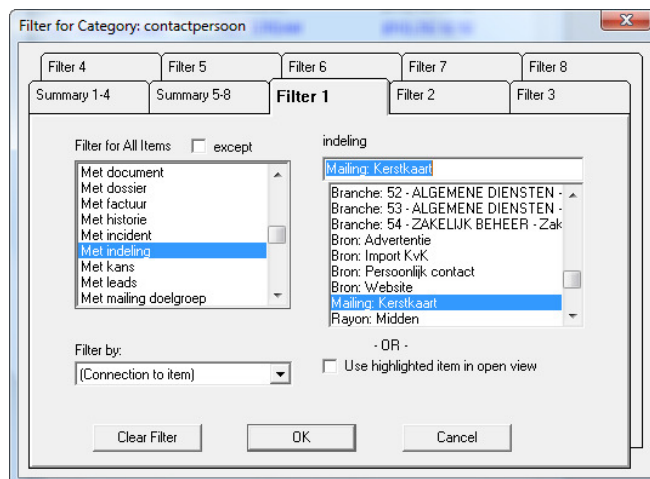 Filter for Category: contactpersoon
Filter 4
Filter 5
Filter 6
Filter 7
Filter 8
Summary 1-4
Summary 5-8
Filter 1
Filter 2
Filter 3
Filter for All Items
except
Met document
Met dossier
Met factuur
Met historie
Met incident
Met indeling
Met kans
Met leads
Met mailing doelgroep
Filter by:
(Connection to item)
indeling
Mailing: Kerstkaart
Branche: 52 - ALGEMENE DIENSTEN -
Branche: 53 - ALGEMENE DIENSTEN -
Branche: 54 - ZAKELIJK BEHEER - Zak
Bron: Advertentie
Bron: Import KvK
Bron: Persoonlijk contact
Bron: Website
Mailing: Kerstkaart
Rayon: Midden
- OR -
Use highlighted item in open view
Clear Filter
OK
Cancel